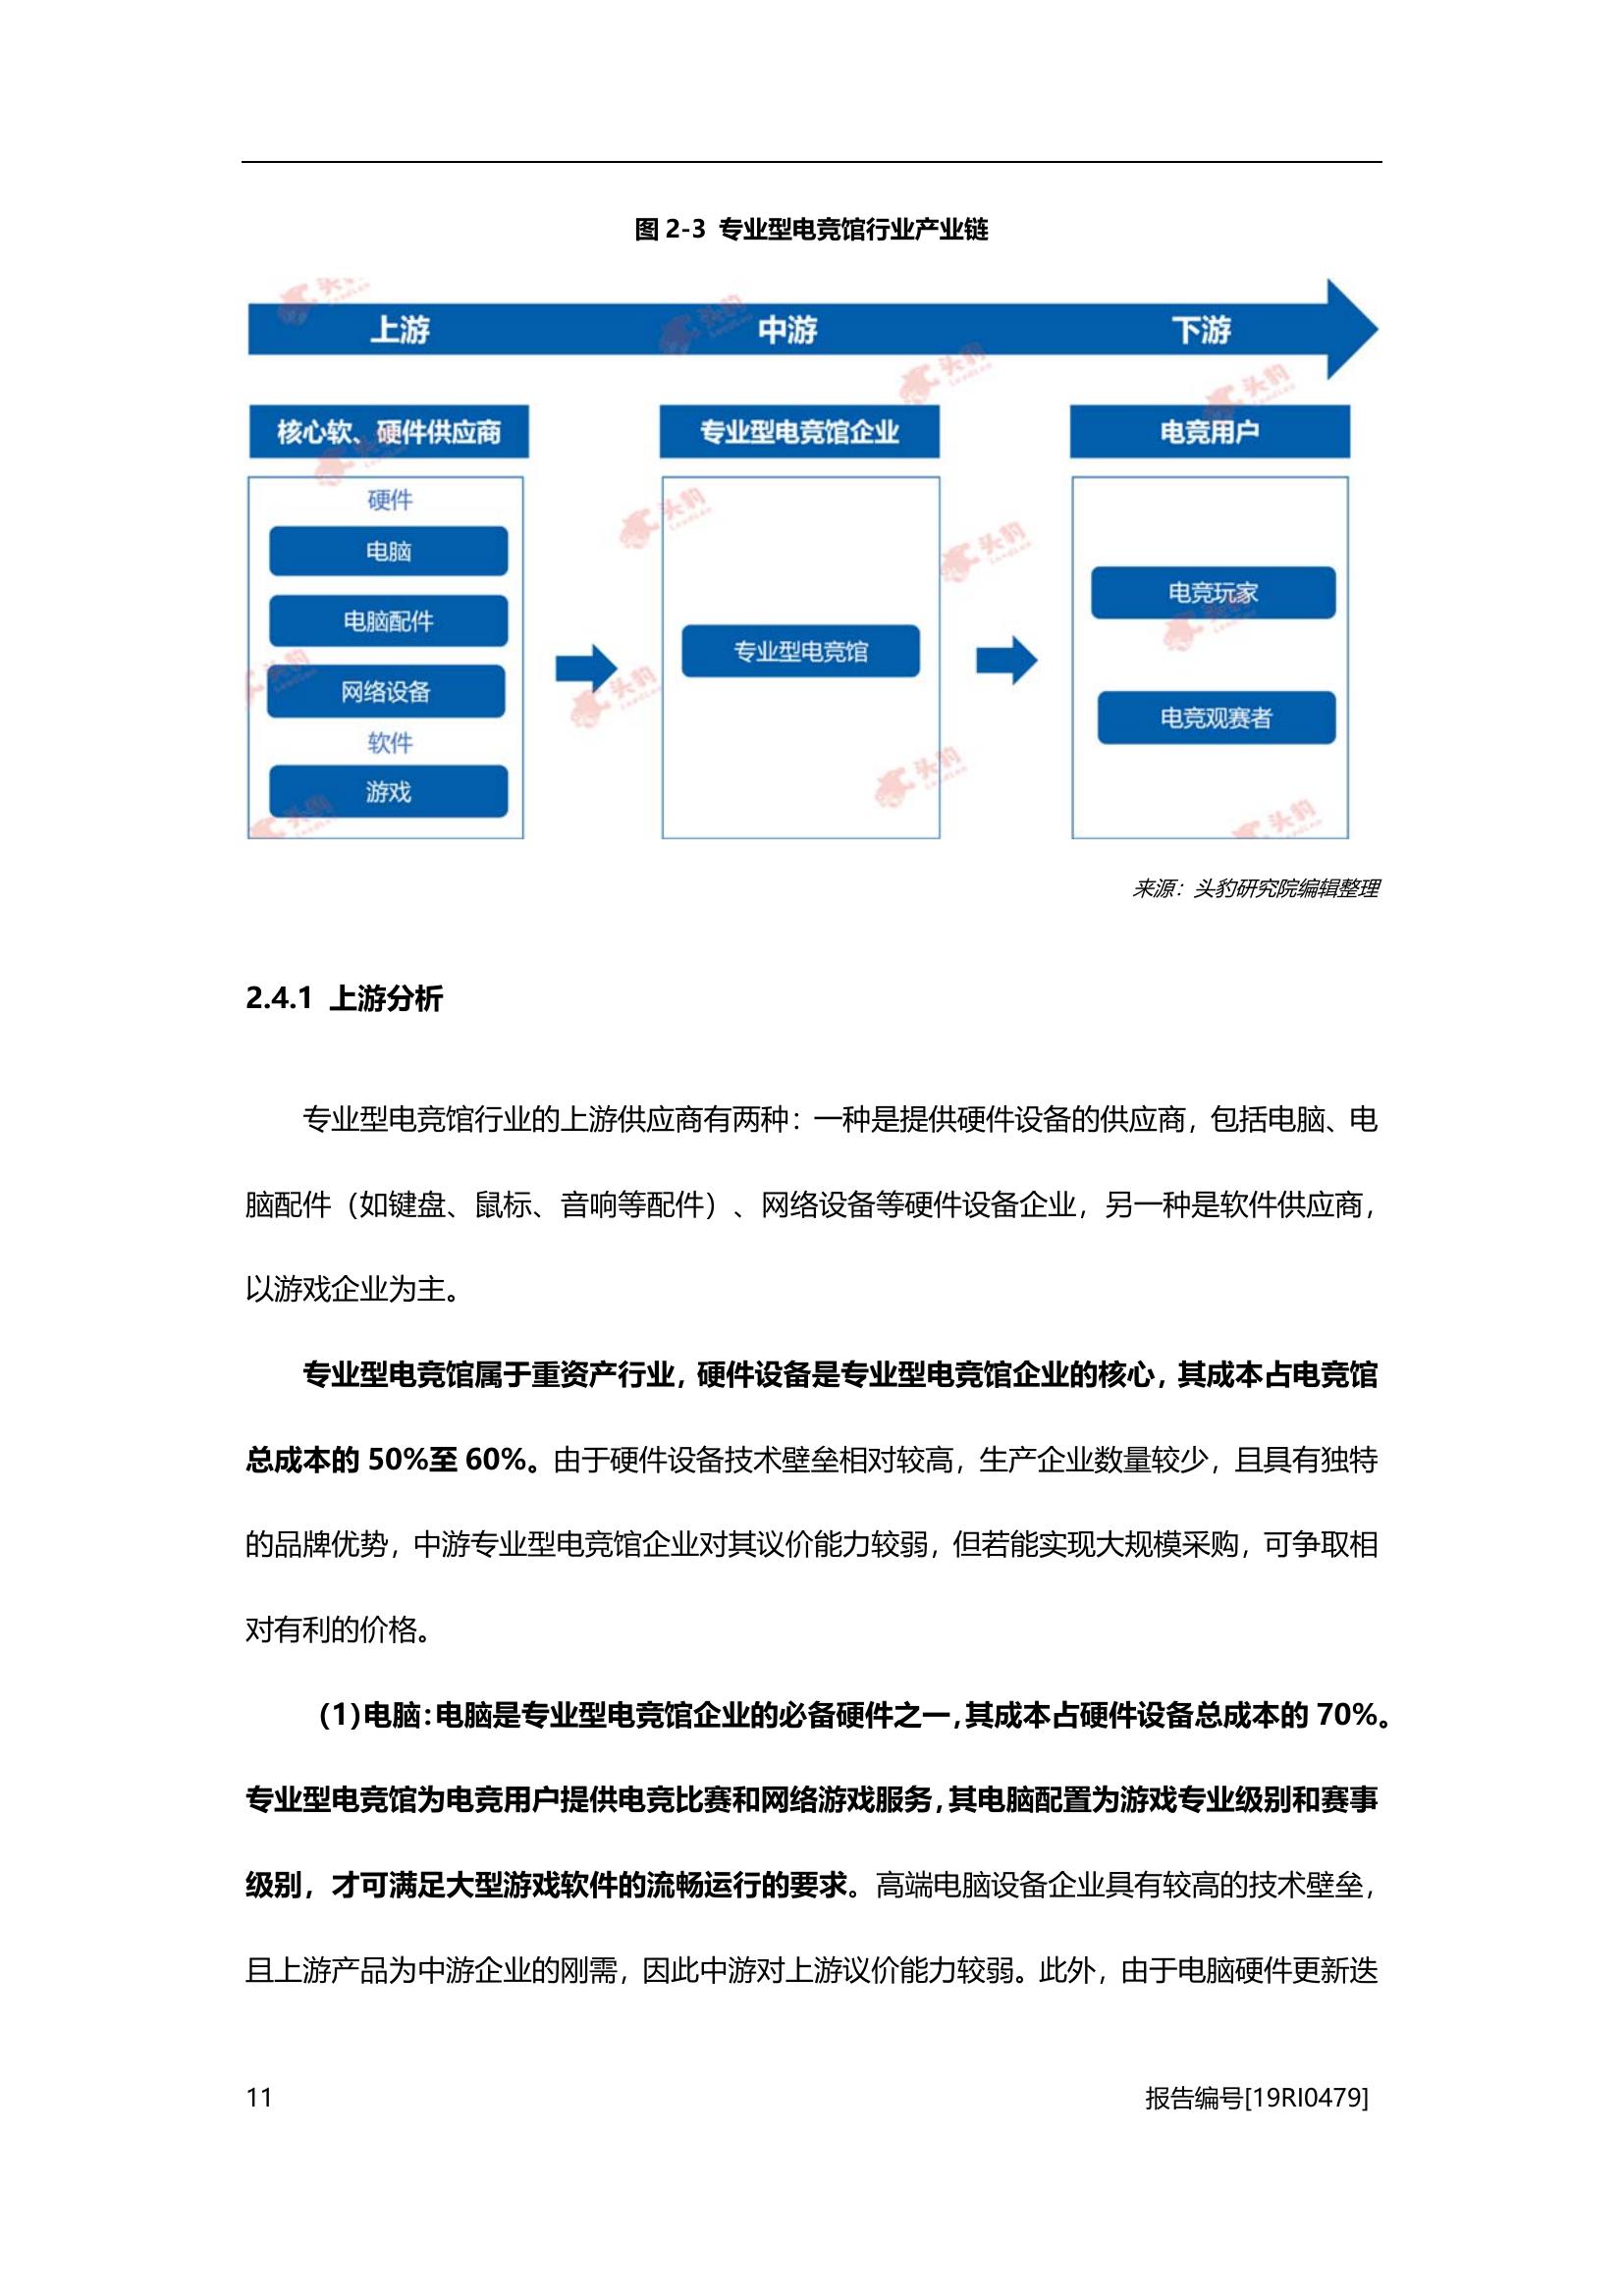 图 2-3 专业型电竞馆行业产业链
上游 中游 下游
核心软、硬件供应商 专业型电竞馆企业 电竞用户
硬件
电脑
电脑配件
网络设备
软件
游戏
专业型电竞馆
电竞玩家
电竞观赛者
来源：头豹研究院编辑整理
2.4.1 上游分析
专业型电竞馆行业的上游供应商有两种：一种是提供硬件设备的供应商，包括电脑、电
脑配件（如键盘、鼠标、音响等配件）、网络设备等硬件设备企业，另一种是软件供应商，
以游戏企业为主。
专业型电竞馆属于重资产行业，硬件设备是专业型电竞馆企业的核心，其成本占电竞馆
总成本的 50%至 60%。由于硬件设备技术壁垒相对较高，生产企业数量较少，且具有独特
的品牌优势，中游专业型电竞馆企业对其议价能力较弱，但若能实现大规模采购，可争取相
对有利的价格。
(1)电脑：电脑是专业型电竞馆企业的必备硬件之一，其成本占硬件设备总成本的 70%。
专业型电竞馆为电竞用户提供电竞比赛和网络游戏服务，其电脑配置为游戏专业级别和赛事
级别，才可满足大型游戏软件的流畅运行的要求。高端电脑设备企业具有较高的技术壁垒，
且上游产品为中游企业的刚需，因此中游对上游议价能力较弱。此外，由于电脑硬件更新迭
11 报告编号[19RI0479]